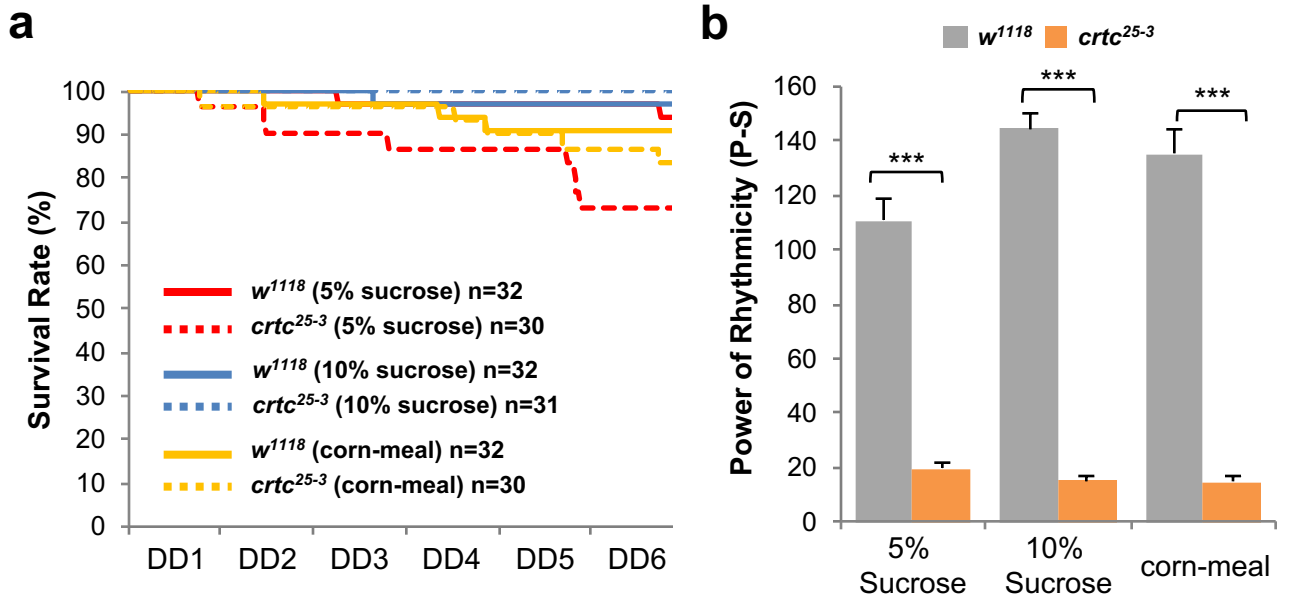 a
Survival Rate (%)
100
90
80
70
60
50
40
30
20
10
0
w1118 (5% sucrose) n=32
crtc25-3 (5% sucrose) n=30
w1118 (10% sucrose) n=32
crtc25-3 (10% sucrose) n=31
w1118 (corn-meal) n=32
crtc25-3 (corn-meal) n=30
DD1 DD2 DD3 DD4 DD5 DD6
b
w1118 crtc25-3
Power of Rhythmicity (P-S)
160
140
120
100
80
60
40
20
0
***
***
***
5%
Sucrose
10%
Sucrose
corn-meal